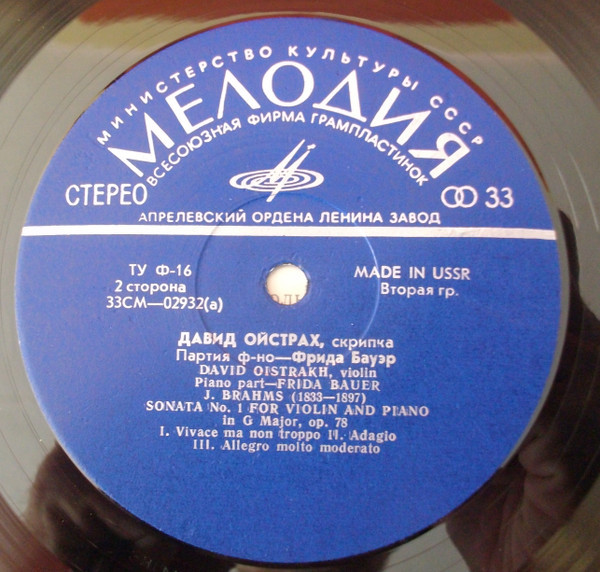 МИНИСТЕРСТВО КУЛЬТУРЫ СССР
МЕЛОДИЯ
ВСЕСОЮЗНАЯ ФИРМА ГРАМПЛАСТИНОК
СТЕРЕО
33
АПРЕЛЕВСКИЙ ОРДЕНА ЛЕНИНА ЗАВОД
ТУ Ф-16
2 сторона
33СМ—02932(а)
MADE IN USSR
Вторая гр.
ДАВИД ОЙСТРАХ, скрипка
Партия ф-но—Фрида Бауэр
DAVID OISTRAKH, violin
Piano part—FRIDA BAUER
J. BRAHMS (1833—1897)
SONATA No. 1 FOR VIOLIN AND PIANO
in G Major, op. 78
I. Vivace ma non troppo II. Adagio
III. Allegro molto moderato